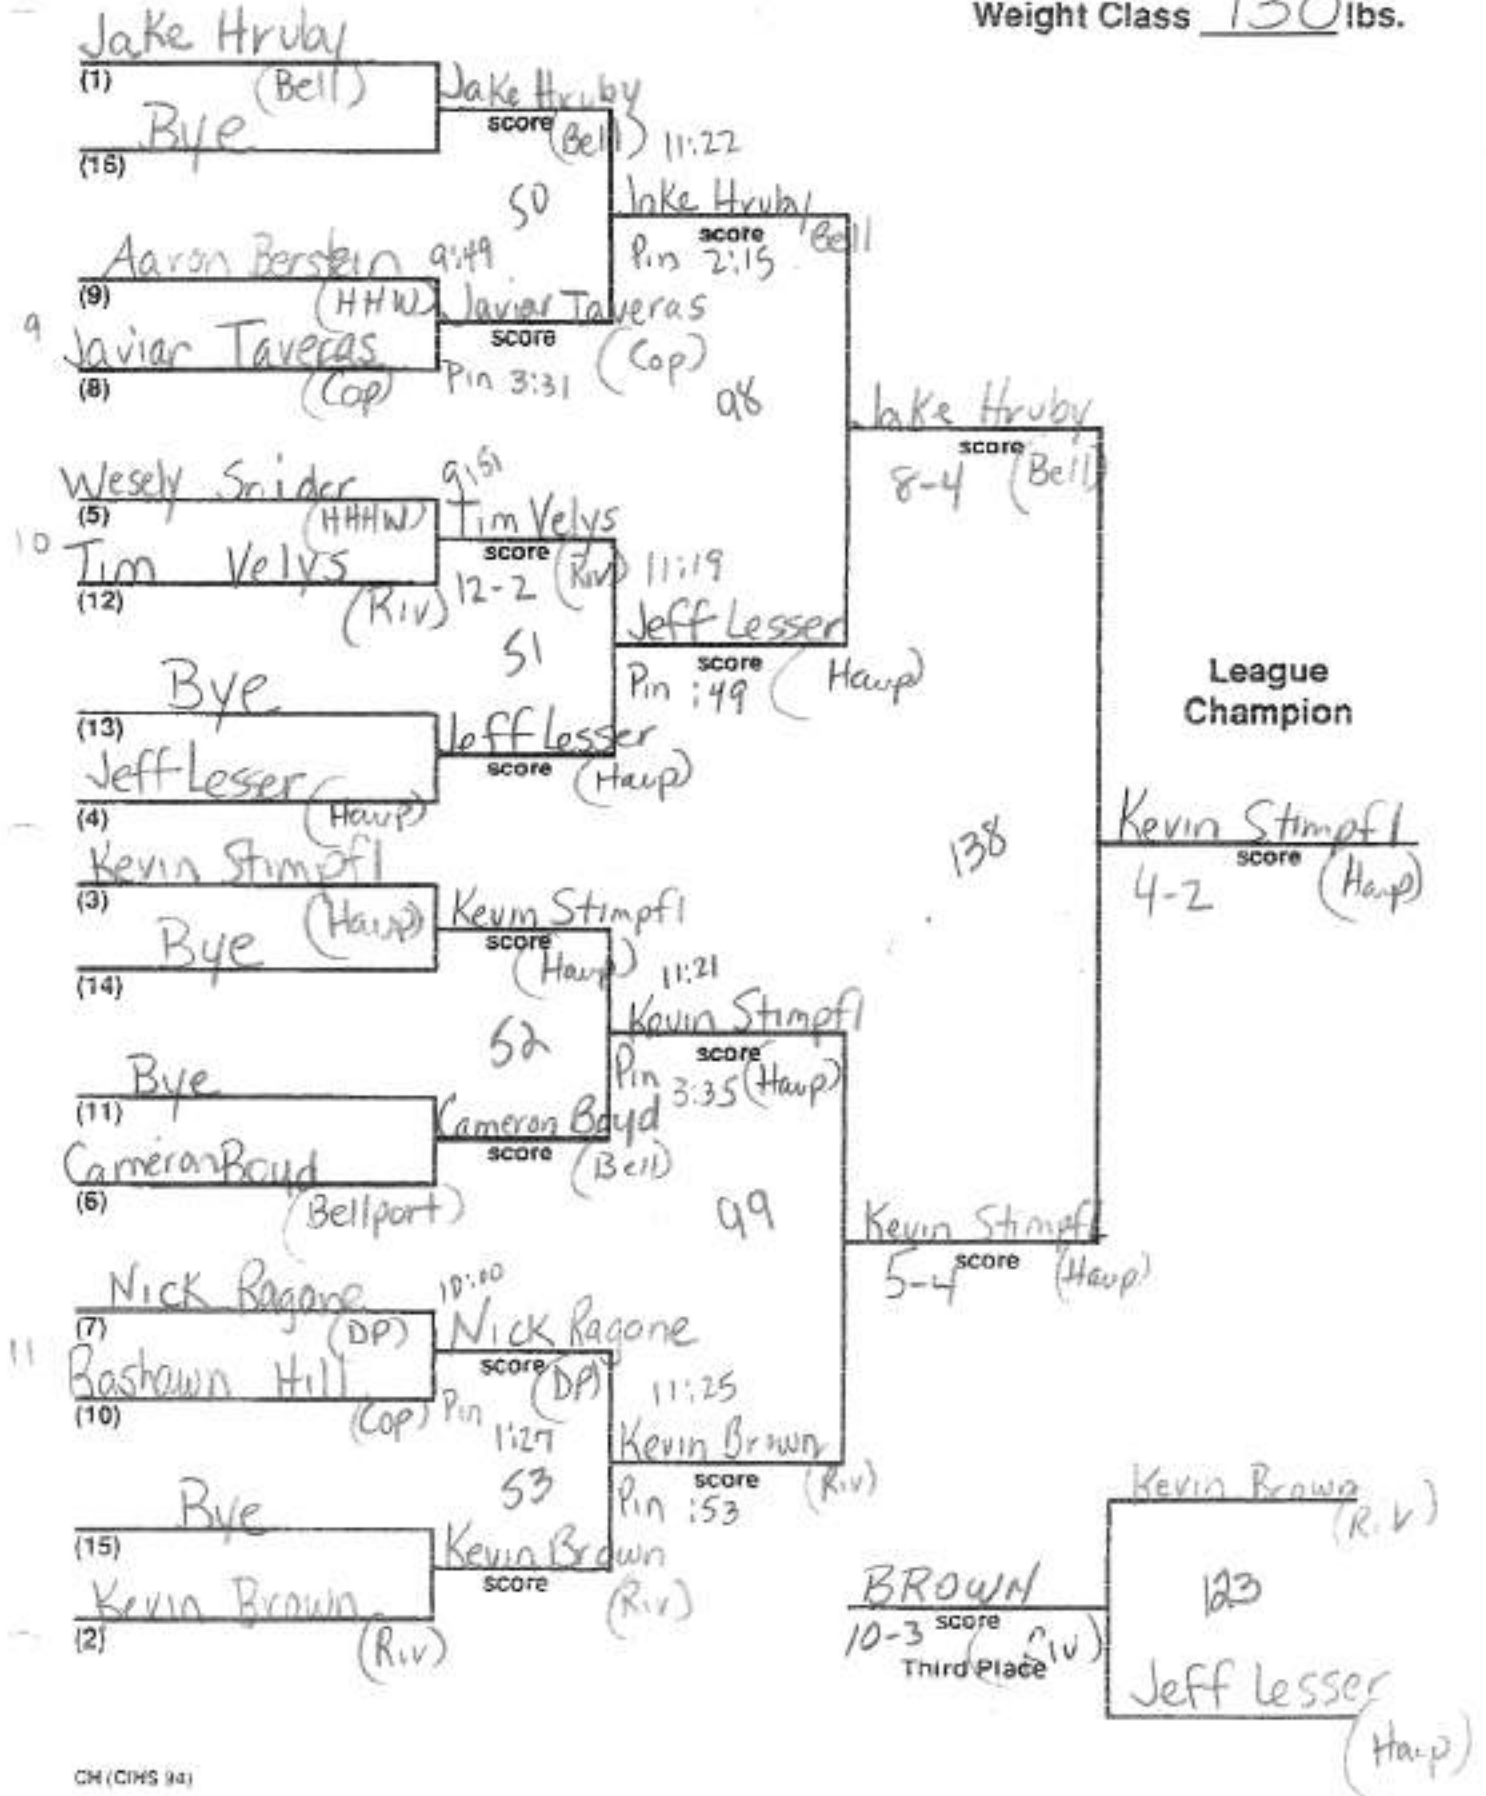 Weight Class 130 lbs.
Jake Hruby
(1)
(Bell)
Bye
(16)
Jake Hruby
score
(Bell)
11:22
50
Aaron Berstein
9:49
(9)
(HHW)
9
Javiar Taveras
(8)
(Cop)
Javiar Taveras
score
(Cop)
Pin 3:31
Jake Hruby
score
Bell
Pin 2:15
98
Wesely Snider
9:51
(5)
(HHHW)
10
Tim Velys
(12)
(Riv)
Tim Velys
score
(Riv)
12-2
11:19
51
Bye
(13)
Jeff Lesser
(4)
(Haup)
Jeff Lesser
score
(Haup)
Jeff Lesser
score
(Haup)
Pin :49
Jake Hruby
score
8-4
(Bell)
138
League
Champion
Kevin Stimpfl
score
4-2
(Haup)
Kevin Stimpfl
(3)
(Haup)
Bye
(14)
Kevin Stimpfl
score
(Haup)
11:21
52
Bye
(11)
Cameron Boyd
(6)
(Bellport)
Cameron Boyd
score
(Bell)
Kevin Stimpfl
score
Pin 3:35
(Haup)
99
Nick Ragone
10:00
(7)
(DP)
11
Rashawn Hill
(10)
(Cop)
Nick Ragone
score
(DP)
Pin 1:27
11:25
53
Bye
(15)
Kevin Brown
(2)
(Riv)
Kevin Brown
score
(Riv)
Kevin Brown
score
(Riv)
Pin :53
Kevin Stimpfl
score
5-4
(Haup)
Kevin Brown
(Riv)
123
Jeff Lesser
(Haup)
BROWN
score
10-3
(Riv)
Third Place
CH (CIHS 94)